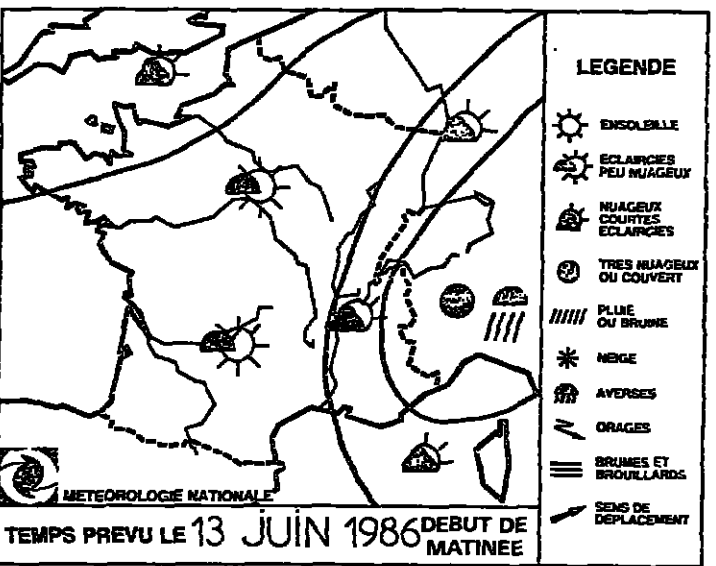 LEGENDE
ENSOLEILLE
ECLAIRCIES
PEU NUAGEUX
NUAGEUX
COURTES
ECLAIRCIES
TRES NUAGEUX
OU COUVERT
PLUIE
OU BRUINE
NEIGE
AVERSES
ORAGES
BRUMES ET
BROUILLARDS
SENS DE
DEPLACEMENT
METEOROLOGIE NATIONALE
TEMPS PREVU LE 13 JUIN 1986 DEBUT DE
MATINEE